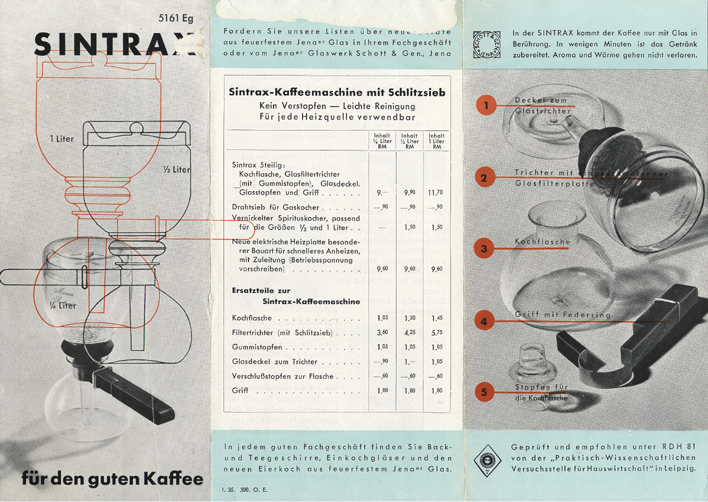 5161 Eg
SINTRAX
1 Liter
½ Liter
¼ Liter
für den guten Kaffee
Fordern Sie unsere Listen über
aus feuerfestem Jenaer Glas in Ihrem Fachgeschäft
oder vom Jenaer Glaswerk Schott & Gen., Jena
Sintrax-Kaffeemaschine mit Schlitzsieb
Kein Verstopfen — Leichte Reinigung
Für jede Heizquelle verwendbar
Inhalt ¼ Liter RM
Inhalt ½ Liter RM
Inhalt 1 Liter RM
Sintrax 5teilig:
Kochflasche, Glasfiltertrichter
(mit Gummistopfen), Glasdeckel.
Glasstopfen und Griff . . . . . . 9,— 9,90 11,70
Drahtsieb für Gaskocher . . . . . —,90 —,90 —,90
Vernickelter Spirituskocher, passend
für die Größen ½ und 1 Liter . . — 1,50 1,50
Neue elektrische Heizplatte besonde-
rer Bauart für schnelleres Anheizen,
mit Zuleitung (Betriebsspannung
vorschreiben) . . . . . . . . . . 9,60 9,60 9,60
Ersatzteile zur
Sintrax-Kaffeemaschine
Kochflasche . . . . . . . . . . . 1,05 1,20 1,45
Filtertrichter (mit Schlitzsieb) . . . . 3,60 4,25 5,75
Gummistopfen . . . . . . . . . . 1,05 1,05 1,05
Glasdeckel zum Trichter . . . . . . —,90 1,— 1,05
Verschlußstopfen zur Flasche . . . . —,60 —,60 —,60
Griff . . . . . . . . . . . . . . 1,80 1,80 1,80
In jedem guten Fachgeschäft finden Sie Back-
und Teegeschirre, Einkochgläser und den
neuen Eierkoch aus feuerfestem Jenaer Glas.
I. 35. 300. O. E.
In der SINTRAX kommt der Kaffee nur mit Glas in
Berührung. In wenigen Minuten ist das Getränk
zubereitet. Aroma und Wärme gehen nicht verloren.
1 Deckel zum
Glastrichter
2 Trichter mit
Glasfilterplatte
3 Kochflasche
4 Griff mit Federring
5 Stopfen für
die Kochflasche
Geprüft und empfohlen unter RDH 81
von der „Praktisch-Wissenschaftlichen
Versuchsstelle für Hauswirtschaft" in Leipzig.